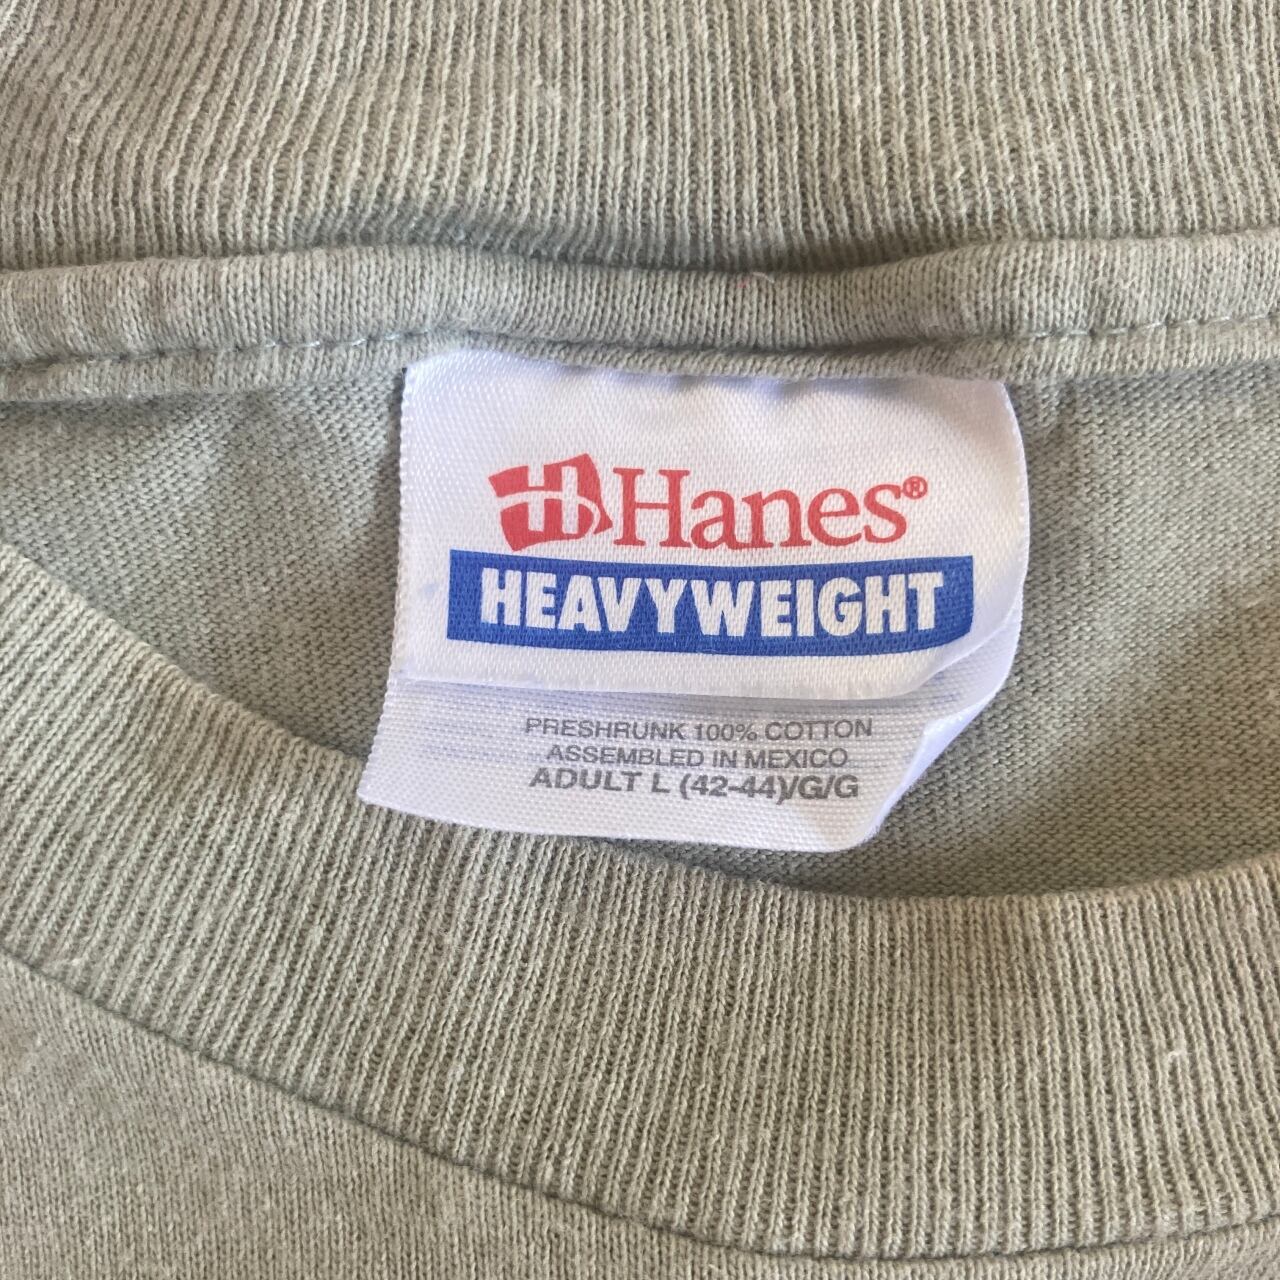 H Hanes®
HEAVYWEIGHT
PRESHRUNK 100% COTTON
ASSEMBLED IN MEXICO
ADULT L (42-44)/G/G